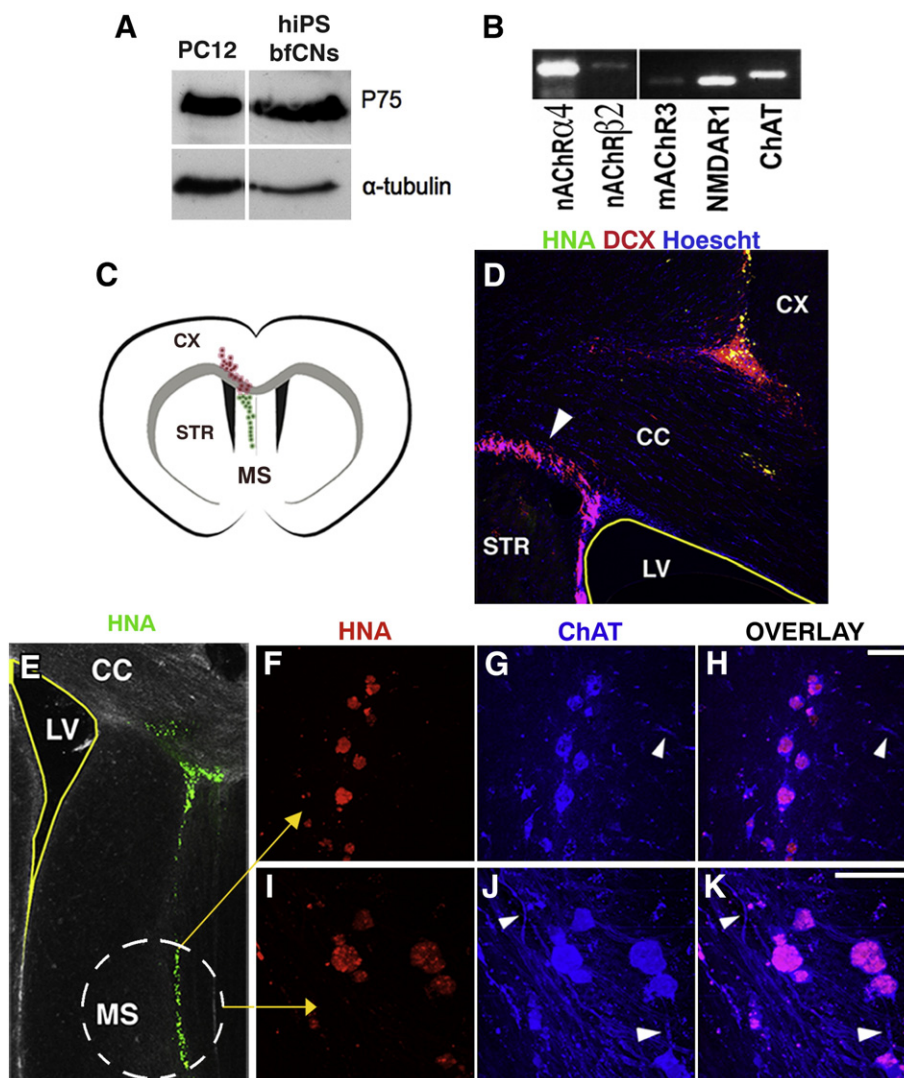 A
PC12
hiPS
bfCNs
P75
α-tubulin
B
nAChRα4
nAChRβ2
mAChR3
NMDAR1
ChAT
C
CX
STR
MS
HNA DCX Hoescht
D
CX
CC
STR
LV
HNA
E
CC
LV
MS
HNA
ChAT
OVERLAY
F
G
H
I
J
K